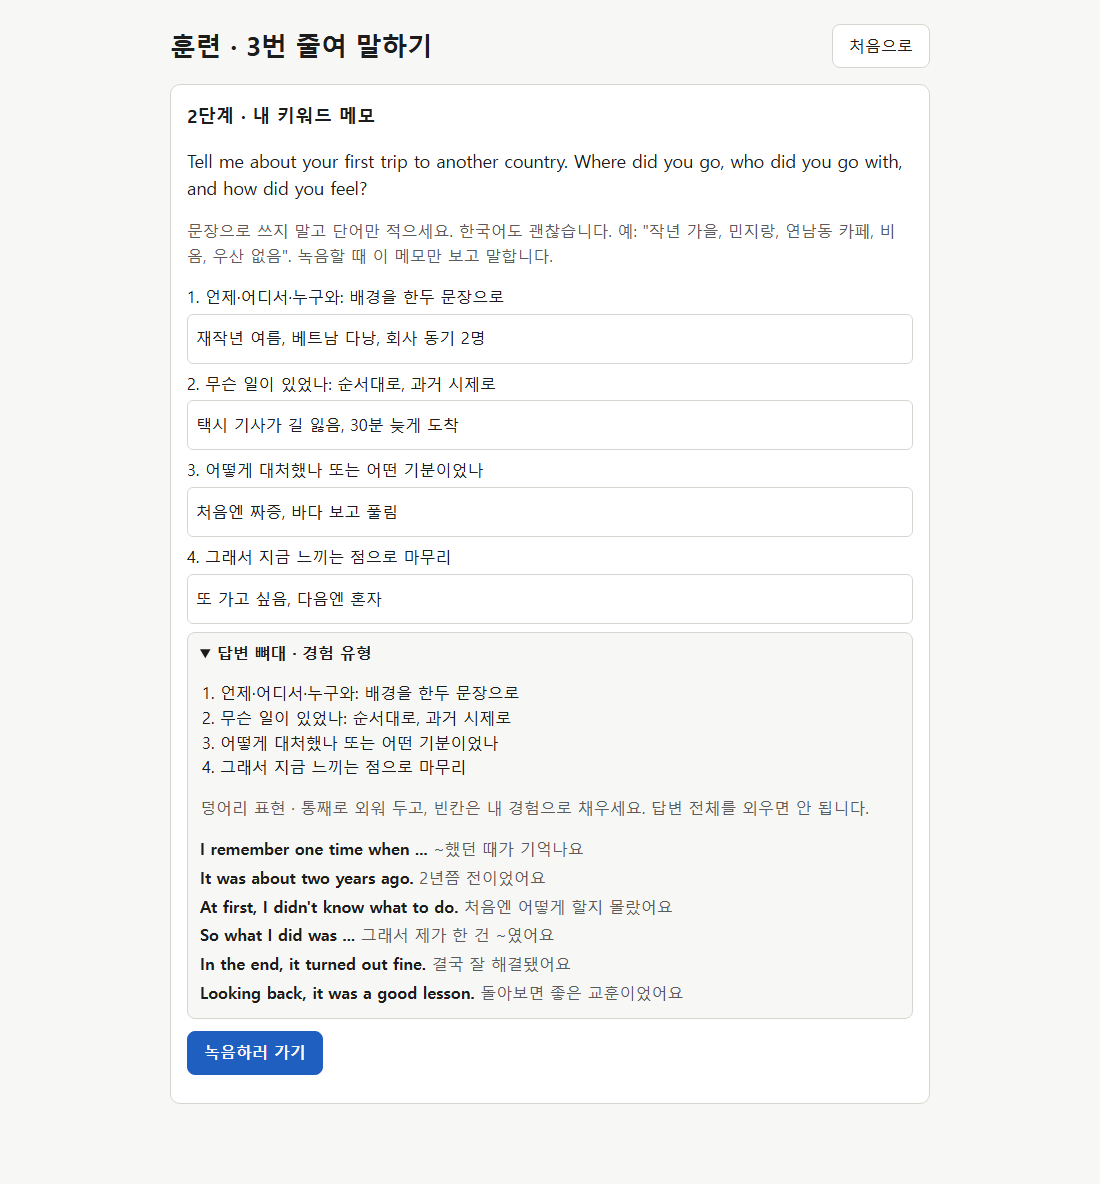 훈련 · 3번 줄여 말하기
처음으로
2단계 · 내 키워드 메모
Tell me about your first trip to another country. Where did you go, who did you go with,
and how did you feel?
문장으로 쓰지 말고 단어만 적으세요. 한국어도 괜찮습니다. 예: "작년 가을, 민지랑, 연남동 카페, 비
옴, 우산 없음". 녹음할 때 이 메모만 보고 말합니다.
1. 언제·어디서·누구와: 배경을 한두 문장으로
재작년 여름, 베트남 다낭, 회사 동기 2명
2. 무슨 일이 있었나: 순서대로, 과거 시제로
택시 기사가 길 잃음, 30분 늦게 도착
3. 어떻게 대처했나 또는 어떤 기분이었나
처음엔 짜증, 바다 보고 풀림
4. 그래서 지금 느끼는 점으로 마무리
또 가고 싶음, 다음엔 혼자
▼ 답변 뼈대 · 경험 유형
1. 언제·어디서·누구와: 배경을 한두 문장으로
2. 무슨 일이 있었나: 순서대로, 과거 시제로
3. 어떻게 대처했나 또는 어떤 기분이었나
4. 그래서 지금 느끼는 점으로 마무리
덩어리 표현 · 통째로 외워 두고, 빈칸은 내 경험으로 채우세요. 답변 전체를 외우면 안 됩니다.
I remember one time when ... ~했던 때가 기억나요
It was about two years ago. 2년쯤 전이었어요
At first, I didn't know what to do. 처음엔 어떻게 할지 몰랐어요
So what I did was ... 그래서 제가 한 건 ~였어요
In the end, it turned out fine. 결국 잘 해결됐어요
Looking back, it was a good lesson. 돌아보면 좋은 교훈이었어요
녹음하러 가기